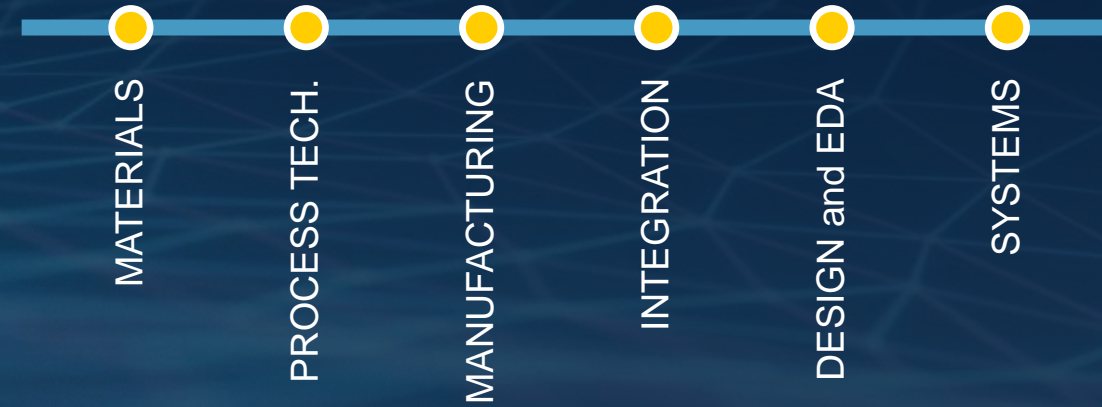 MATERIALS
PROCESS TECH.
MANUFACTURING
INTEGRATION
DESIGN and EDA
SYSTEMS